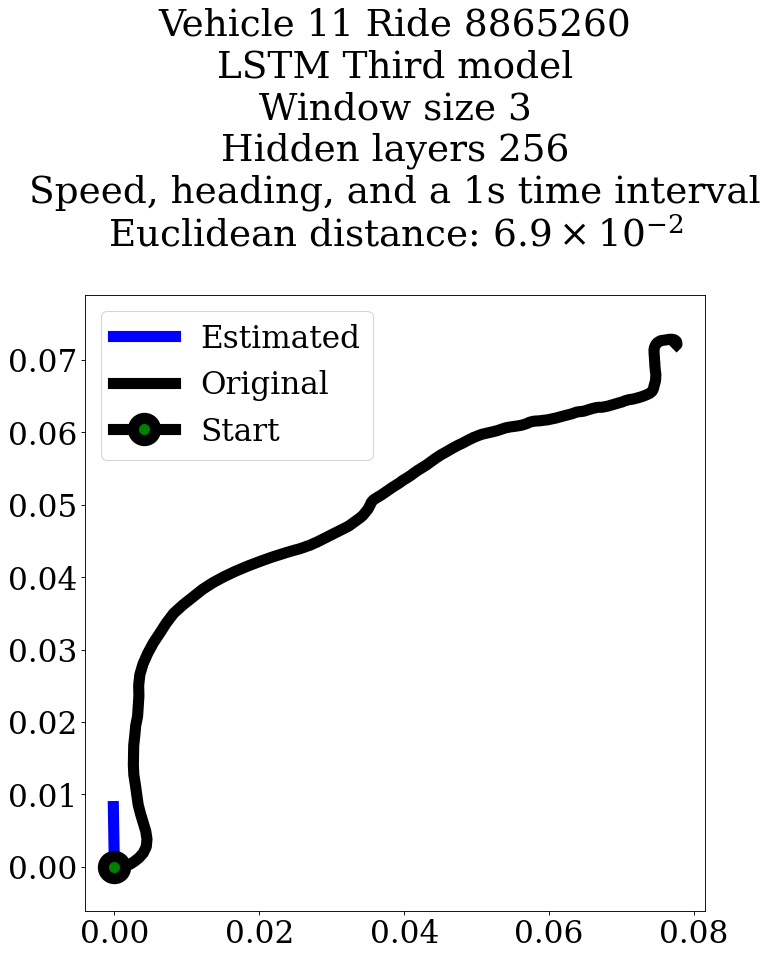 Vehicle 11 Ride 8865260
LSTM Third model
Window size 3
Hidden layers 256
Speed, heading, and a 1s time interval
Euclidean distance: 6.9 × 10⁻²
Estimated
Original
Start
0.07
0.06
0.05
0.04
0.03
0.02
0.01
0.00
0.00 0.02 0.04 0.06 0.08